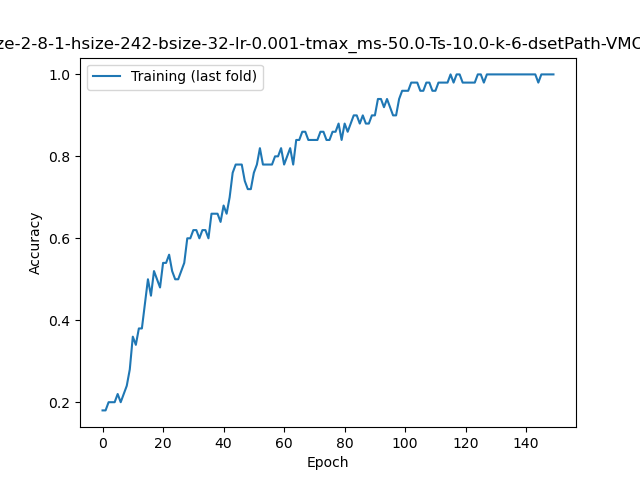 ze-2-8-1-hsize-242-bsize-32-lr-0.001-tmax_ms-50.0-Ts-10.0-k-6-dsetPath-VMC
Training (last fold)
1.0
0.8
0.6
0.4
0.2
Accuracy
0 20 40 60 80 100 120 140
Epoch